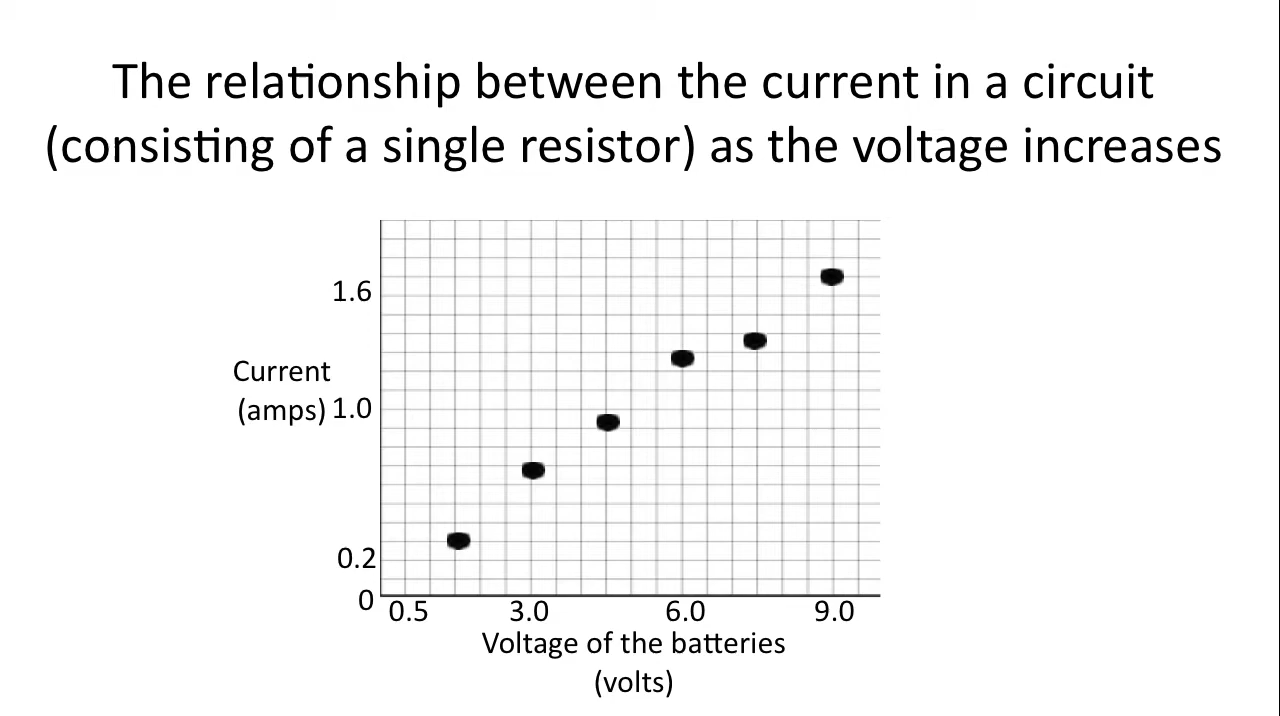 The relationship between the current in a circuit
(consisting of a single resistor) as the voltage increases
1.6
Current
(amps) 1.0
0.2
0
0.5 3.0 6.0 9.0
Voltage of the batteries
(volts)